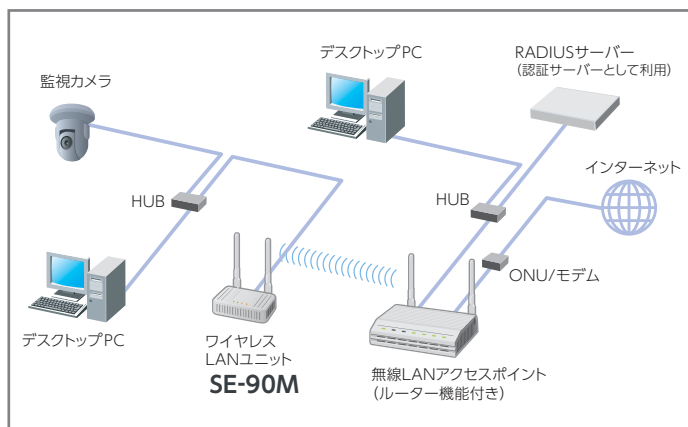 デスクトップPC
RADIUSサーバー
(認証サーバーとして利用)
監視カメラ
インターネット
HUB
HUB
ONU/モデム
デスクトップPC
ワイヤレス
LANユニット
SE-90M
無線LANアクセスポイント
(ルーター機能付き)